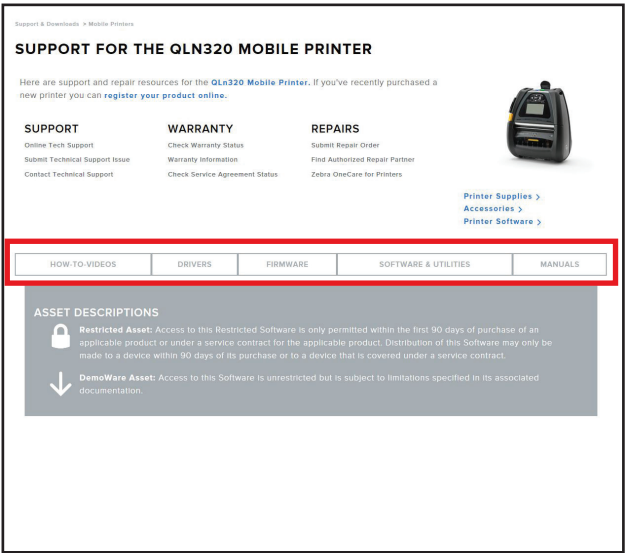 Support & Downloads > Mobile Printers
SUPPORT FOR THE QLN320 MOBILE PRINTER
Here are support and repair resources for the QLn320 Mobile Printer. If you've recently purchased a
new printer you can register your product online.
SUPPORT
Online Tech Support
Submit Technical Support Issue
Contact Technical Support
WARRANTY
Check Warranty Status
Warranty Information
Check Service Agreement Status
REPAIRS
Submit Repair Order
Find Authorized Repair Partner
Zebra OneCare for Printers
Printer Supplies >
Accessories >
Printer Software >
HOW-TO-VIDEOS DRIVERS FIRMWARE SOFTWARE & UTILITIES MANUALS
ASSET DESCRIPTIONS
Restricted Asset: Access to this Restricted Software is only permitted within the first 90 days of purchase of an
applicable product or under a service contract for the applicable product. Distribution of this Software may only be
made to a device within 90 days of its purchase or to a device that is covered under a service contract.
DemoWare Asset: Access to this Software is unrestricted but is subject to limitations specified in its associated
documentation.